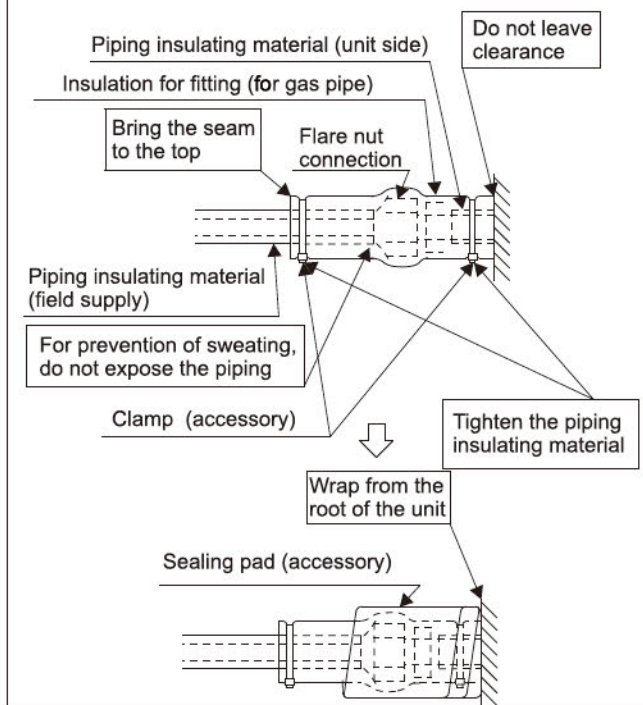 Do not leave
clearance
Piping insulating material (unit side)
Insulation for fitting (for gas pipe)
Bring the seam
to the top
Flare nut
connection
Piping insulating material
(field supply)
For prevention of sweating,
do not expose the piping
Clamp (accessory)
Tighten the piping
insulating material
Wrap from the
root of the unit
Sealing pad (accessory)